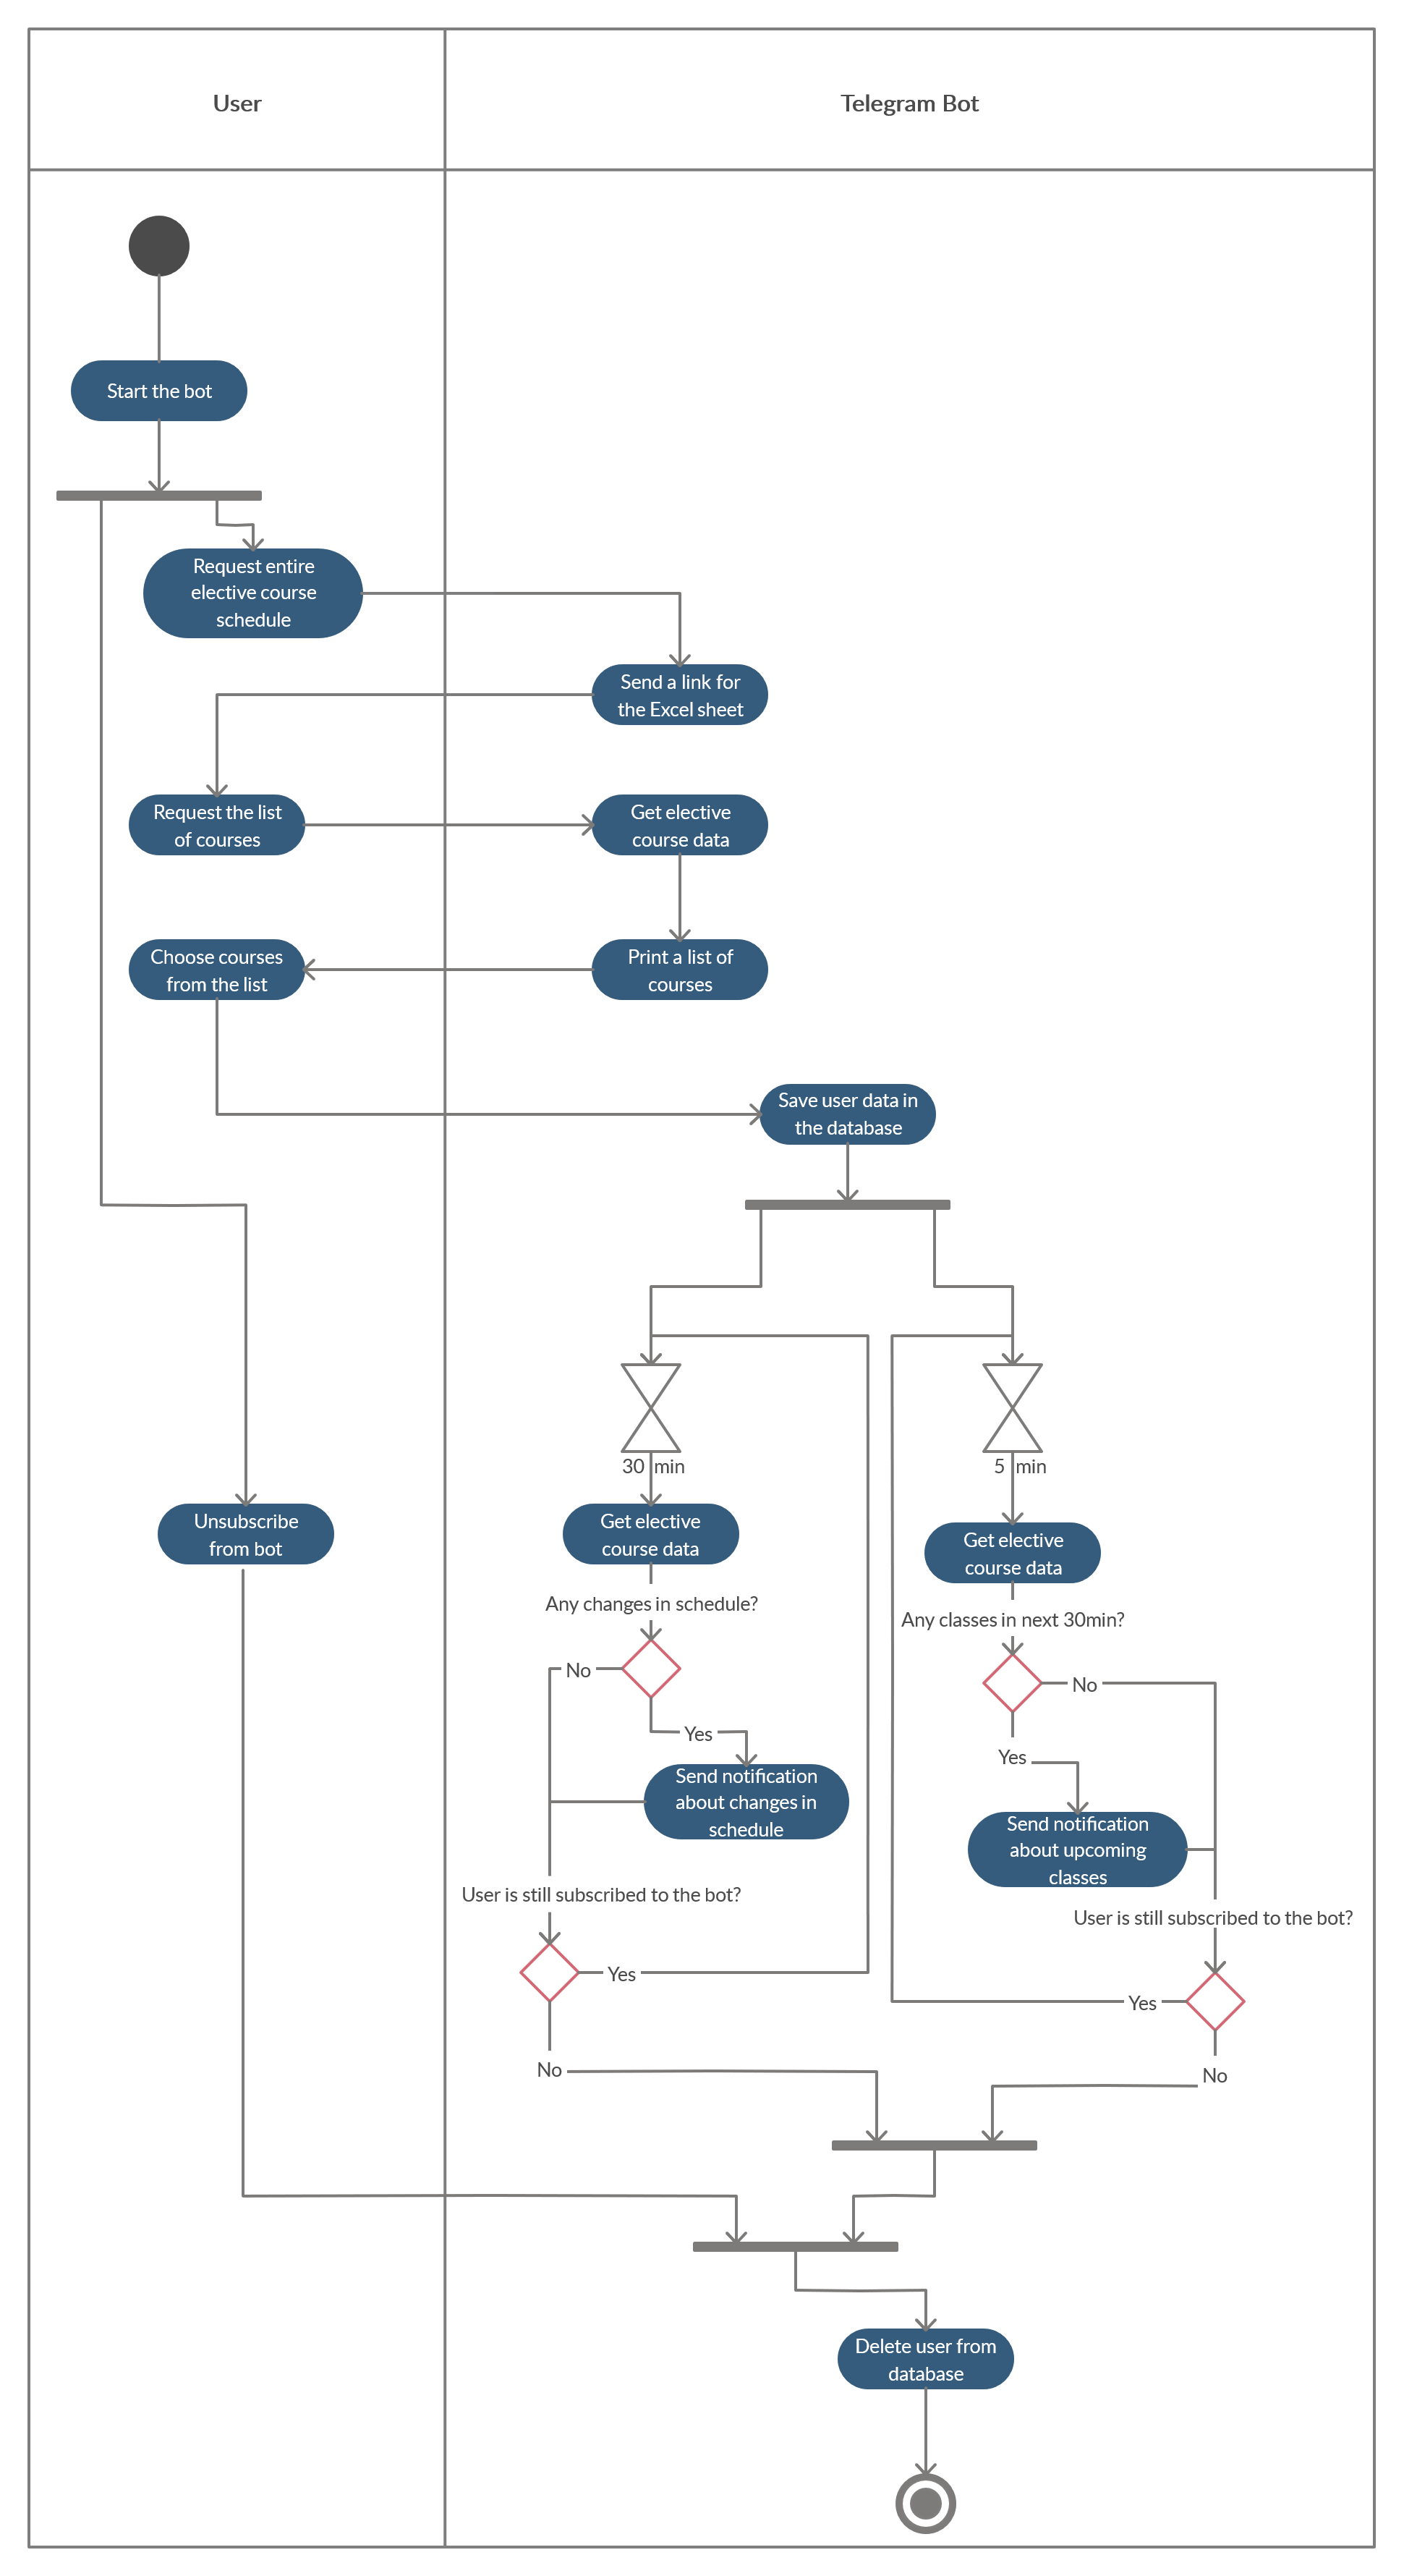 User
Telegram Bot
Start the bot
Request entire
elective course
schedule
Send a link for
the Excel sheet
Request the list
of courses
Get elective
course data
Choose courses
from the list
Print a list of
courses
Save user data in
the database
30 min
5 min
Unsubscribe
from bot
Get elective
course data
Get elective
course data
Any changes in schedule?
Any classes in next 30min?
No
No
Yes
Yes
Send notification
about changes in
schedule
Send notification
about upcoming
classes
User is still subscribed to the bot?
User is still subscribed to the bot?
Yes
Yes
No
No
Delete user from
database